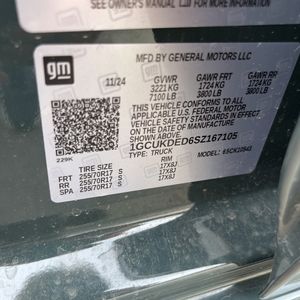 SEE OWNER'S MANUAL FOR MORE INFORMATION
gm
MFD BY GENERAL MOTORS LLC
11/24
GVWR GAWR FRT GAWR RR
3221 KG 1724 KG 1724 KG
7100 LB 3800 LB 3800 LB
THIS VEHICLE CONFORMS TO ALL
APPLICABLE U.S. FEDERAL MOTOR
VEHICLE SAFETY STANDARDS IN
EFFECT ON THE DATE OF
MANUFACTURE SHOWN ABOVE.
1GCUKDED6SZ167105
TYPE: TRUCK MODEL:
229K
TIRE SIZE RIM
FRT 255/70R17 S 17X8J
RR 255/70R17 S 17X8J
SPA 255/70R17 S 17X8J